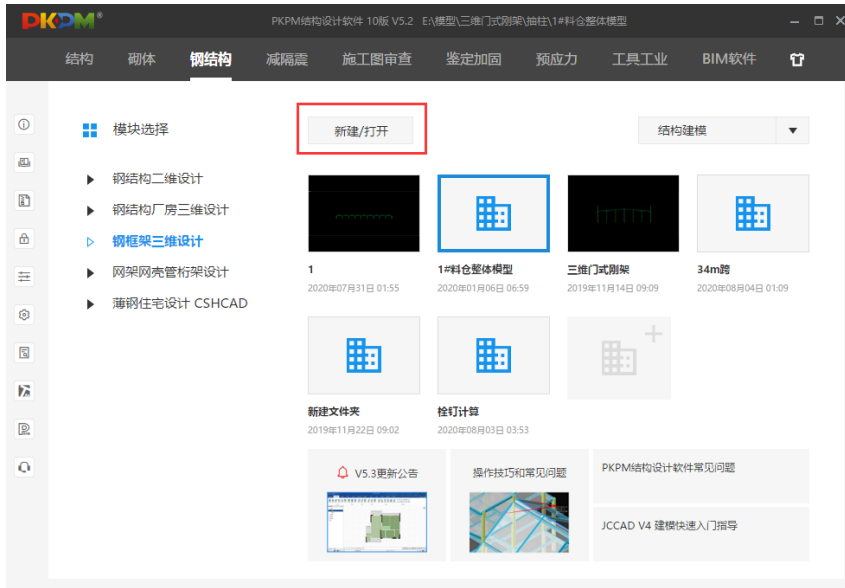 PKPM®
PKPM结构设计软件 10版 V5.2 E:\模型\三维门式刚架\抽柱\1#料仓整体模型
结构 砌体 钢结构 减隔震 施工图审查 鉴定加固 预应力 工具工业 BIM软件
模块选择
新建/打开
结构建模
钢结构二维设计
钢结构厂房三维设计
钢框架三维设计
网架网壳管桁架设计
薄钢住宅设计 CSHCAD
1 1#料仓整体模型 三维门式刚架 34m跨
2020年07月31日 01:55 2020年01月06日 06:59 2019年11月14日 09:09 2020年08月04日 01:09
新建文件夹 栓钉计算
2019年11月22日 09:02 2020年08月03日 03:53
V5.3更新公告 操作技巧和常见问题 PKPM结构设计软件常见问题
JCCAD V4 建模快速入门指导